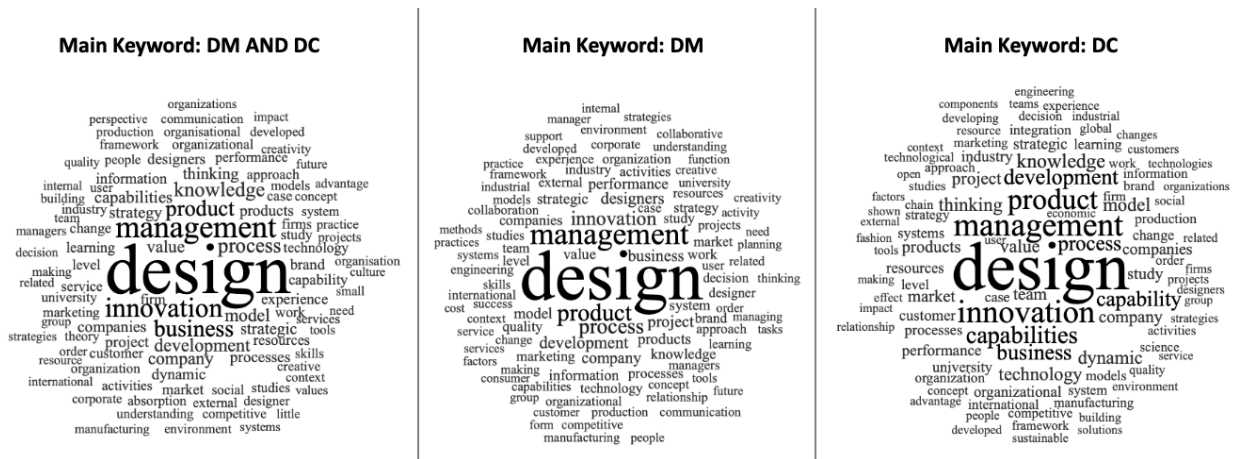 Main Keyword: DM AND DC
organizations
perspective communication impact
production organisational developed
framework organizational creativity
quality people designers performance future
information thinking approach
internal user capabilities knowledge models advantage
building case concept
industry strategy product products system
team
managers change management firms practice
study projects
decision learning value process technology
making level design brand organisation
related service capability culture
university firm experience small
marketing innovation model work need
group services
companies business strategic tools
strategies theory project development resources
order customer company processes skills
resource creative
organization dynamic context
international activities market social studies values
corporate absorption external designer
understanding competitive little
manufacturing environment systems
Main Keyword: DM
internal
manager strategies
support environment collaborative
developed corporate understanding
practice experience organization function
framework industry activities creative
industrial external performance university
models strategic designers resources creativity
collaboration case strategy activity
companies innovation study projects
methods need
practices studies management market planning
systems team value business work
level user related
engineering design decision thinking
skills
international designer
cost success system order
context model product
service quality process project brand managing
change development products approach tasks
services learning
factors marketing company knowledge
making managers
consumer information processes tools
capabilities technology concept future
group organizational relationship
customer production communication
form competitive
manufacturing people
Main Keyword: DC
engineering
components teams experience
developing decision industrial
resource integration global changes
context marketing strategic learning customers
technological industry knowledge work technologies
open approach
studies project development information
brand organizations
factors chain thinking product firm model social
shown economic
external strategy management production
fashion systems user change related
tools products value process companies
order
resources design study firms
making level projects
designers
effect market case team capability group
impact customer innovation company strategies
relationship processes capabilities activities
performance business dynamic science
service
university technology models quality
organization
concept organizational system environment
advantage international manufacturing
people competitive building
developed framework solutions
sustainable